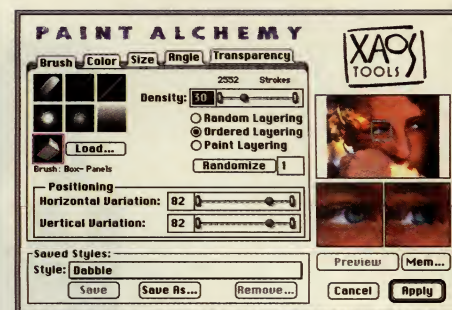 PAINT ALCHEMY
Brush Color Size Angle Transparency
2552 Strokes
Density: 30
Random Layering
Ordered Layering
Paint Layering
Load...
Randomize 1
Brush: Box- Panels
Positioning
Horizontal Variation: 82
Vertical Variation: 82
Saved Styles:
Style: Dabble
Save Save As... Remove...
XAOS
TOOLS
Preview Mem...
Cancel Apply